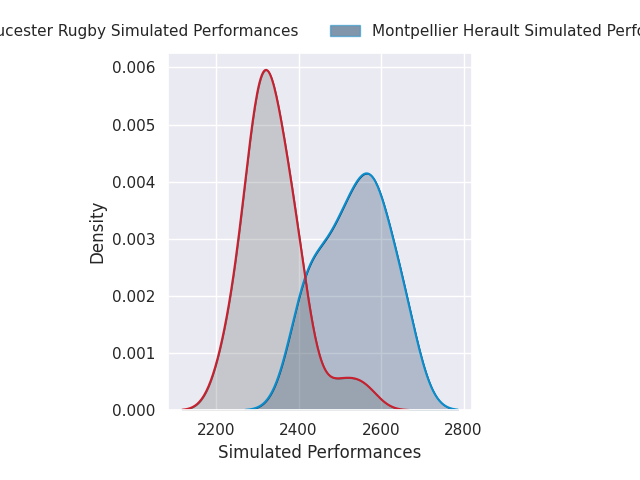 ucester Rugby Simulated Performances Montpellier Herault Simulated Perfo
0.006
0.005
0.004
0.003
0.002
0.001
0.000
Density
2200 2400 2600 2800
Simulated Performances